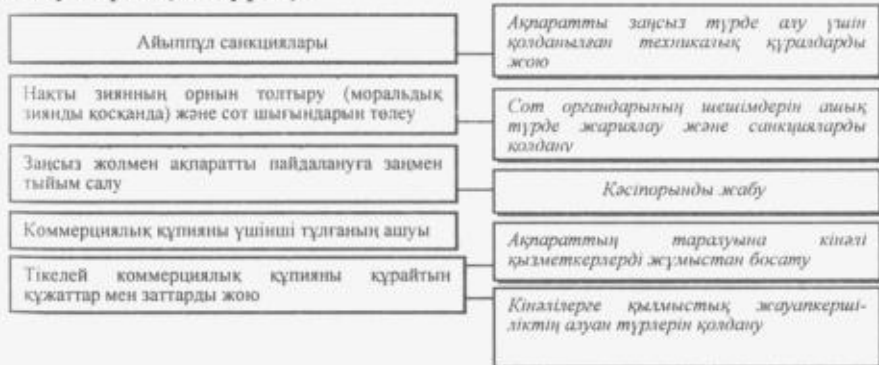 Айыппұл санкциялары
Нақты зиянның орнын толтыру (моральдық
зиянды қосқанда) және сот шығындарын төлеу
Заңсыз жолмен ақпаратты пайдалануға заңмен
тыйым салу
Коммерциялық құпияны үшінші тұлғаның ашуы
Тікелей коммерциялық құпияны құрайтын
құжаттар мен заттарды жою
Ақпаратты заңсыз түрде алу үшін
қолданылған техникалық құралдарды
жою
Сот органдарының шешімдерін ашық
түрде жариялау және санкцияларды
қолдану
Кәсіпорынды жабу
Ақпараттың таралуына кінәлі
қызметкерлерді жұмыстан босату
Кінәлілерге қылмыстық жауапкерші-
ліктің алуан түрлерін қолдану